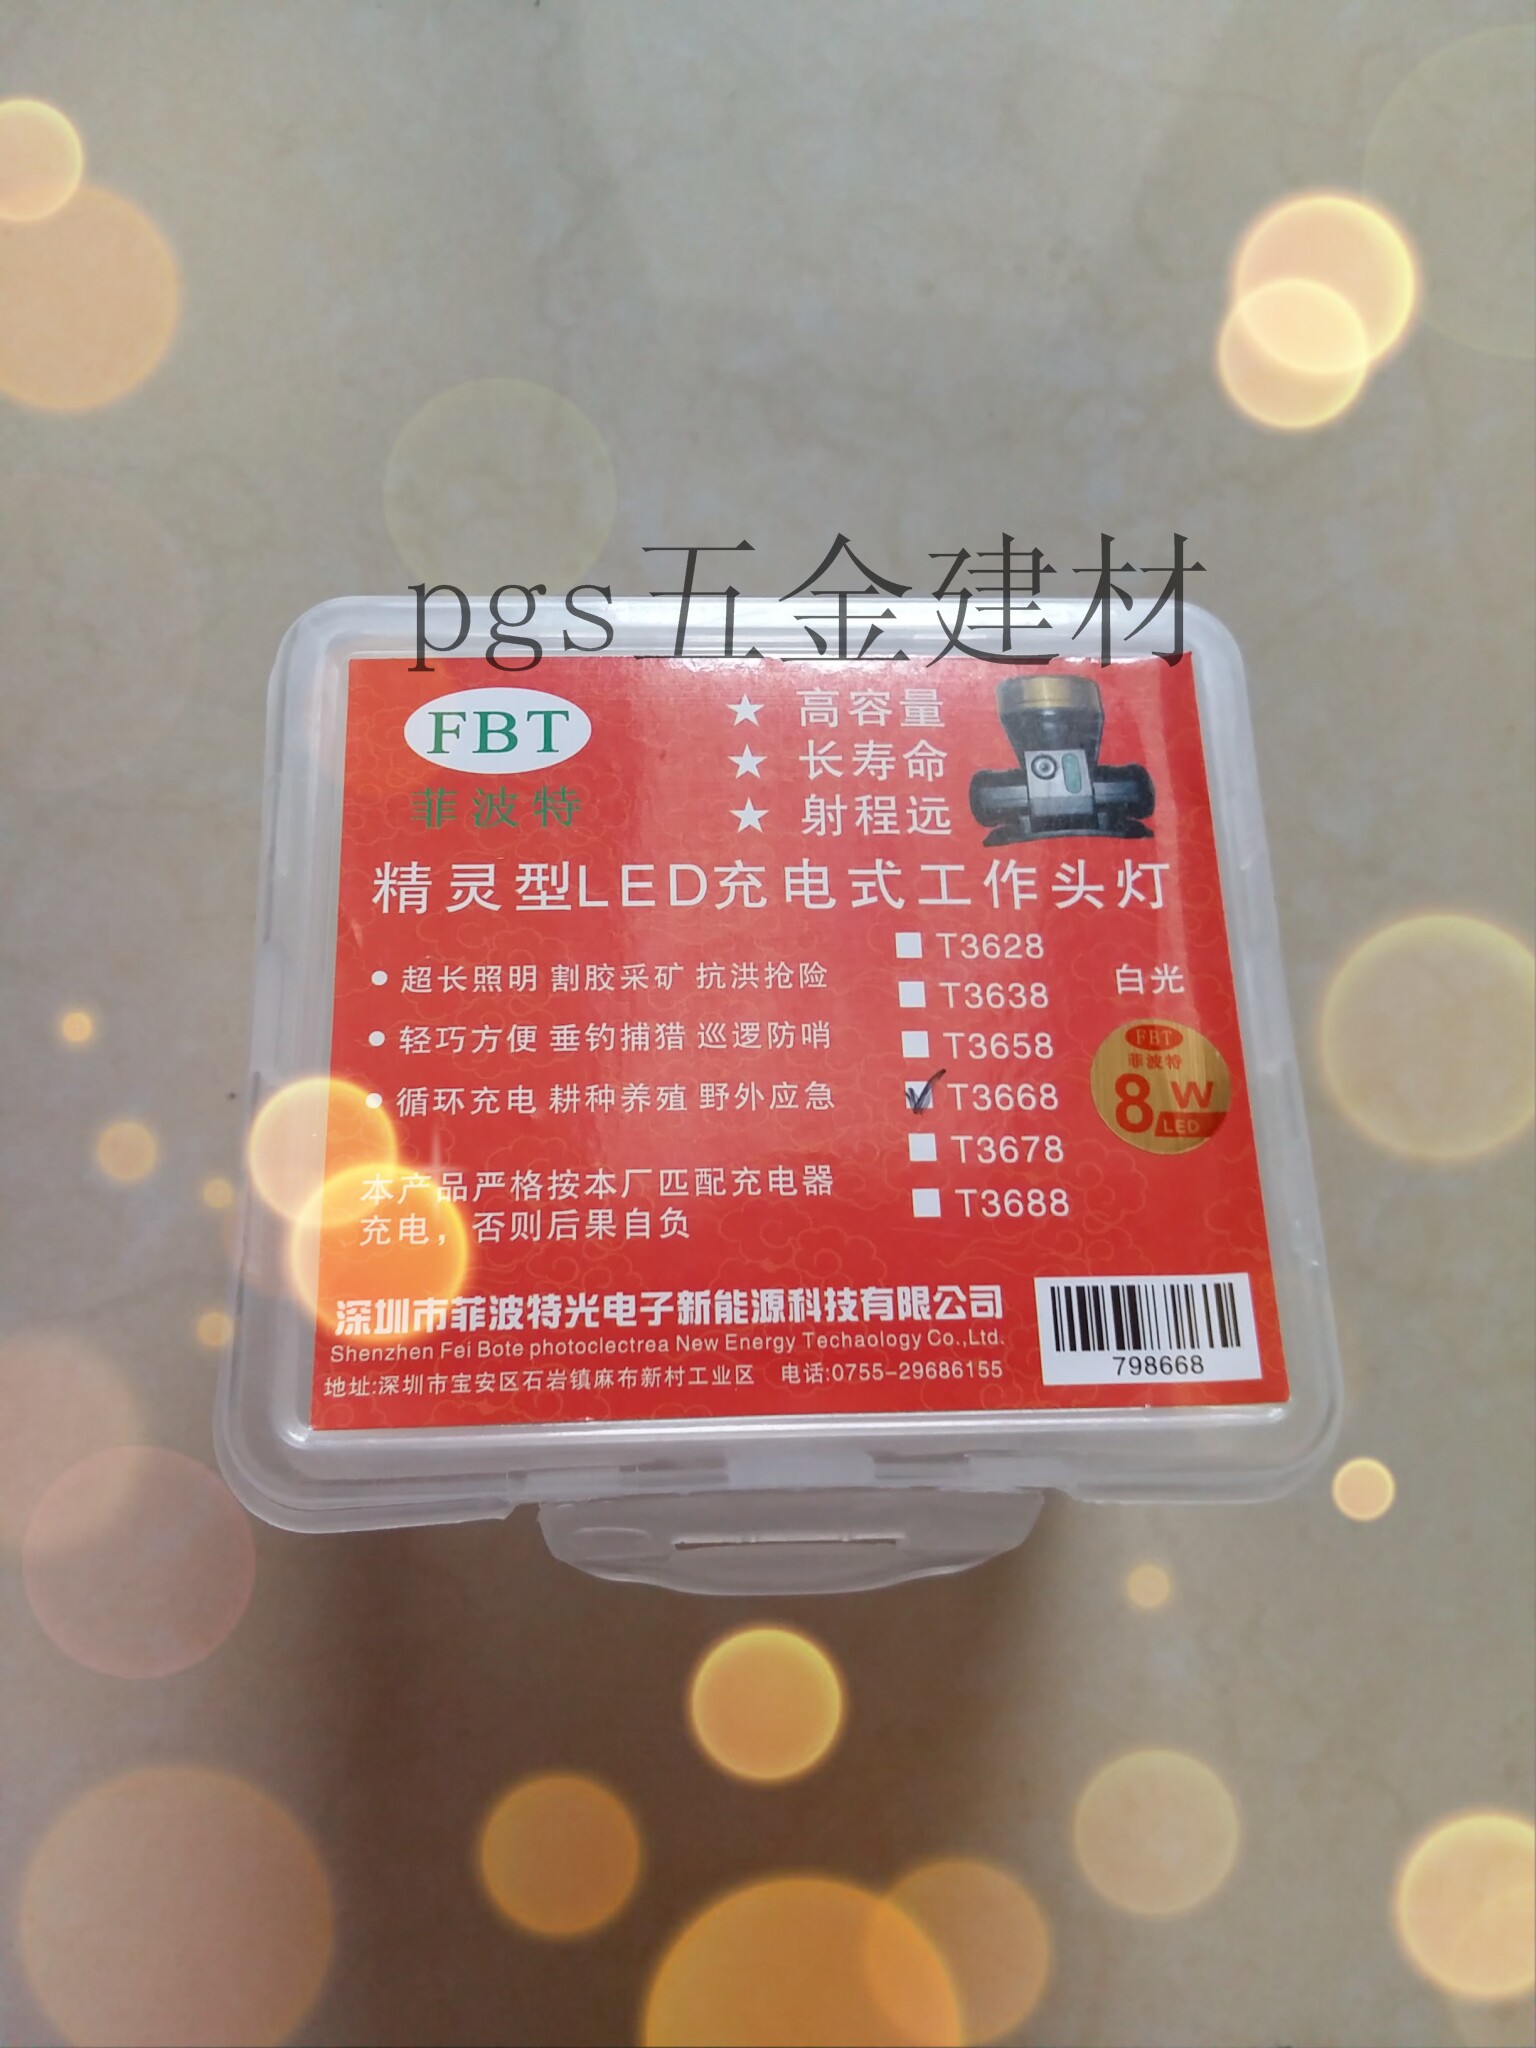 pgs五金建材
FBT
菲波特
★ 高容量
★ 长寿命
★ 射程远
精灵型LED充电式工作头灯
• 超长照明 割胶采矿 抗洪抢险
• 轻巧方便 垂钓捕猎 巡逻防哨
• 循环充电 耕种养殖 野外应急
本产品严格按本厂匹配充电器
充电，否则后果自负
T3628
T3638
T3658
✓ T3668
T3678
T3688
白光
FBT
菲波特
8W
LED
深圳市菲波特光电子新能源科技有限公司
Shenzhen Fei Bote photoclectrea New Energy Techaology Co.,Ltd.
地址:深圳市宝安区石岩镇麻布新村工业区 电话:0755-29686155
798668